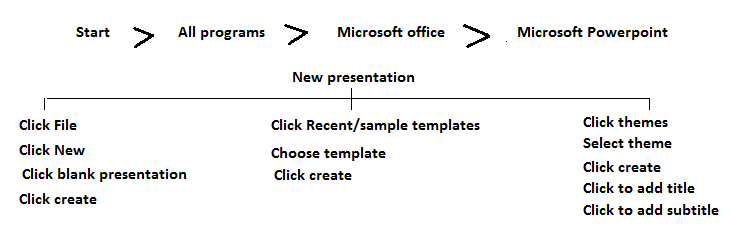 Start > All programs > Microsoft office > Microsoft Powerpoint
New presentation
Click File
Click New
Click blank presentation
Click create
Click Recent/sample templates
Choose template
Click create
Click themes
Select theme
Click create
Click to add title
Click to add subtitle